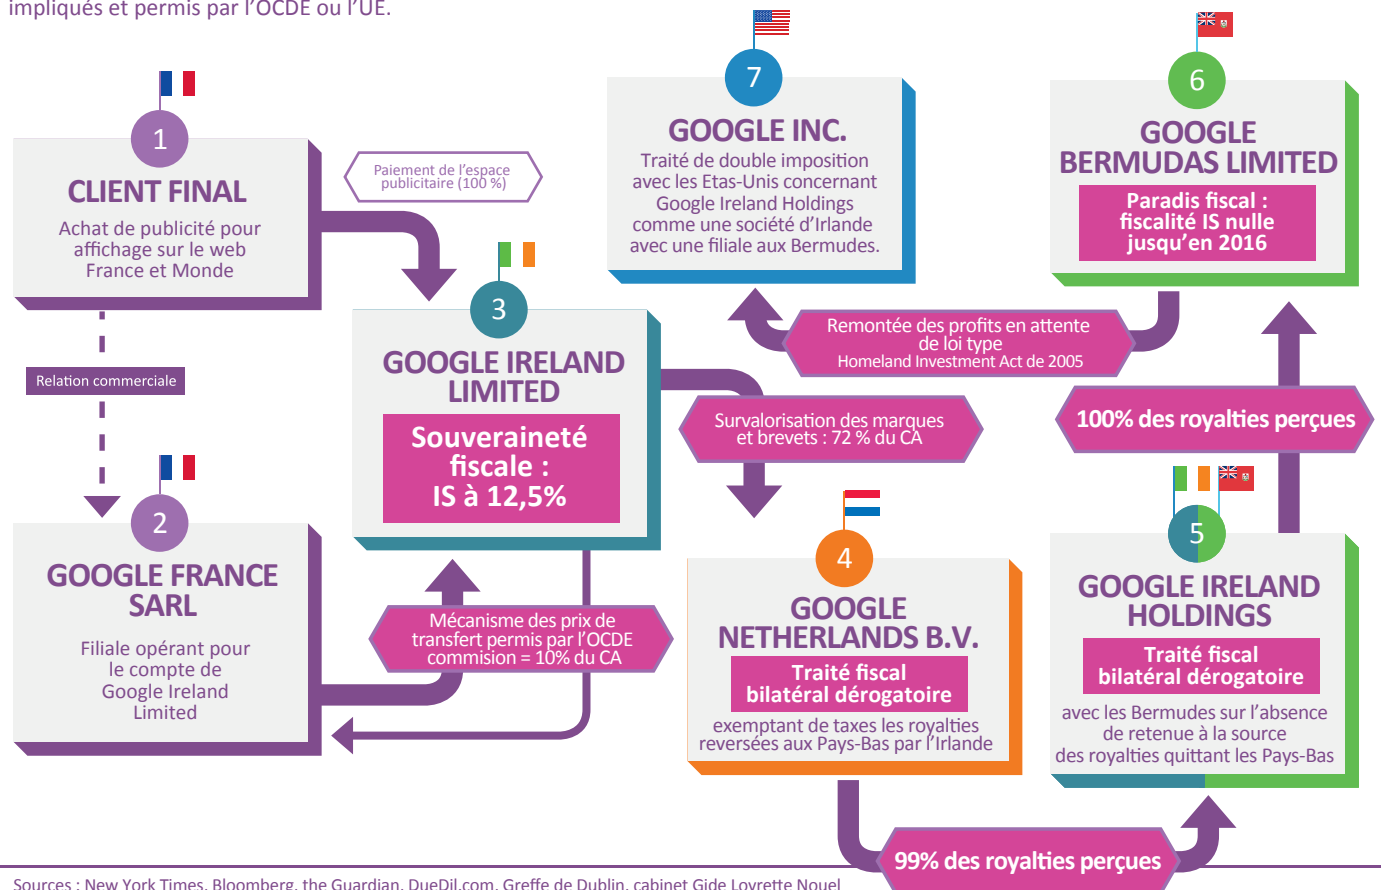 impliqués et permis par l'OCDE ou l'UE.
1
CLIENT FINAL
Achat de publicité pour
affichage sur le web
France et Monde
Paiement de l'espace
publicitaire (100 %)
Relation commerciale
2
GOOGLE FRANCE
SARL
Filiale opérant pour
le compte de
Google Ireland
Limited
3
GOOGLE IRELAND
LIMITED
Souveraineté
fiscale :
IS à 12,5%
Mécanisme des prix de
transfert permis par l'OCDE
commision = 10% du CA
Survalorisation des marques
et brevets : 72 % du CA
4
GOOGLE
NETHERLANDS B.V.
Traité fiscal
bilatéral dérogatoire
exemptant de taxes les royalties
reversées aux Pays-Bas par l'Irlande
99% des royalties perçues
5
GOOGLE IRELAND
HOLDINGS
Traité fiscal
bilatéral dérogatoire
avec les Bermudes sur l'absence
de retenue à la source
des royalties quittant les Pays-Bas
100% des royalties perçues
6
GOOGLE
BERMUDAS LIMITED
Paradis fiscal :
fiscalité IS nulle
jusqu'en 2016
Remontée des profits en attente
de loi type
Homeland Investment Act de 2005
7
GOOGLE INC.
Traité de double imposition
avec les Etas-Unis concernant
Google Ireland Holdings
comme une société d'Irlande
avec une filiale aux Bermudes.
Sources : New York Times, Bloomberg, the Guardian, DueDil.com, Greffe de Dublin, cabinet Gide Loyrette Nouel